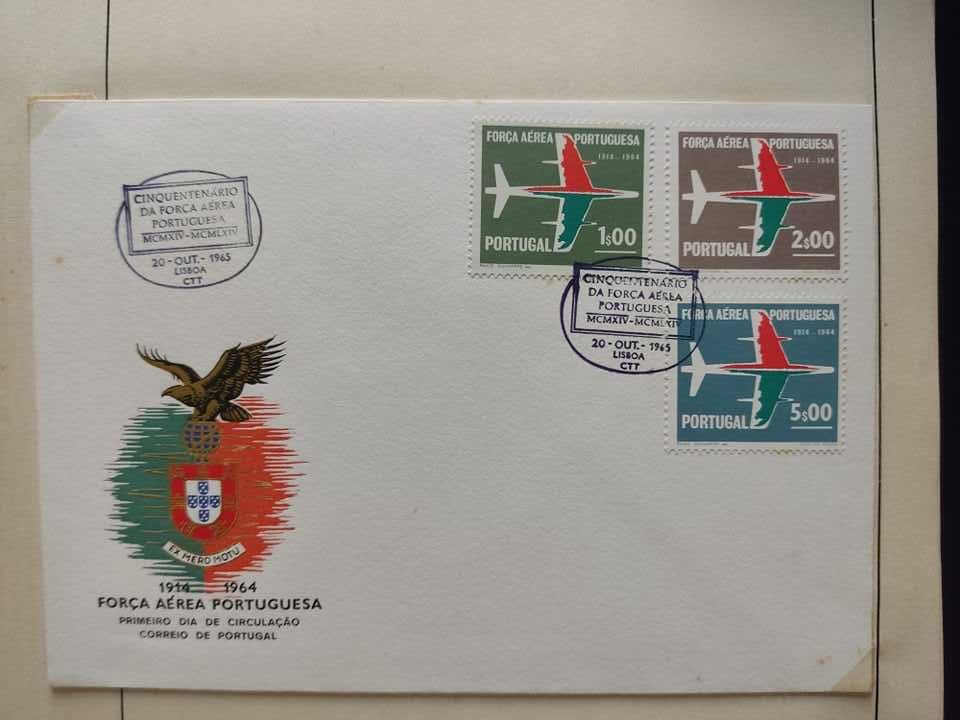 CINQUENTENÁRIO
DA FORÇA AÉREA
PORTUGUESA
MCMXIV-MCMLXIV
20-OUT.-1965
LISBOA
CTT
FORÇA AÉREA PORTUGUESA
1914-1964
PORTUGAL
1$00
FORÇA AÉREA PORTUGUESA
1914-1964
PORTUGAL
2$00
CINQUENTENÁRIO
DA FORÇA AÉREA
PORTUGUESA
MCMXIV-MCMLXIV
20-OUT.-1965
LISBOA
CTT
FORÇA AÉREA PORTUGUESA
1914-1964
PORTUGAL
5$00
EX MERO MOTU
1914 1964
FORÇA AÉREA PORTUGUESA
PRIMEIRO DIA DE CIRCULAÇÃO
CORREIO DE PORTUGAL